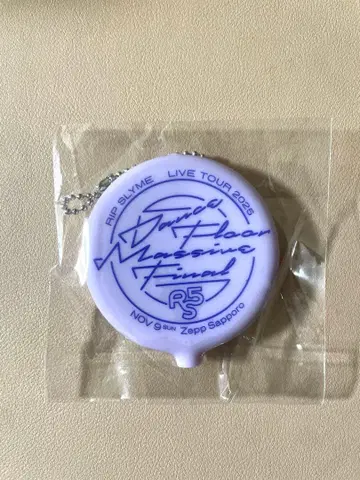 RIP SLYME LIVE TOUR 2025
Dance
Floor
Massive
Final
R5
S
NOV 9 SUN Zepp Sapporo